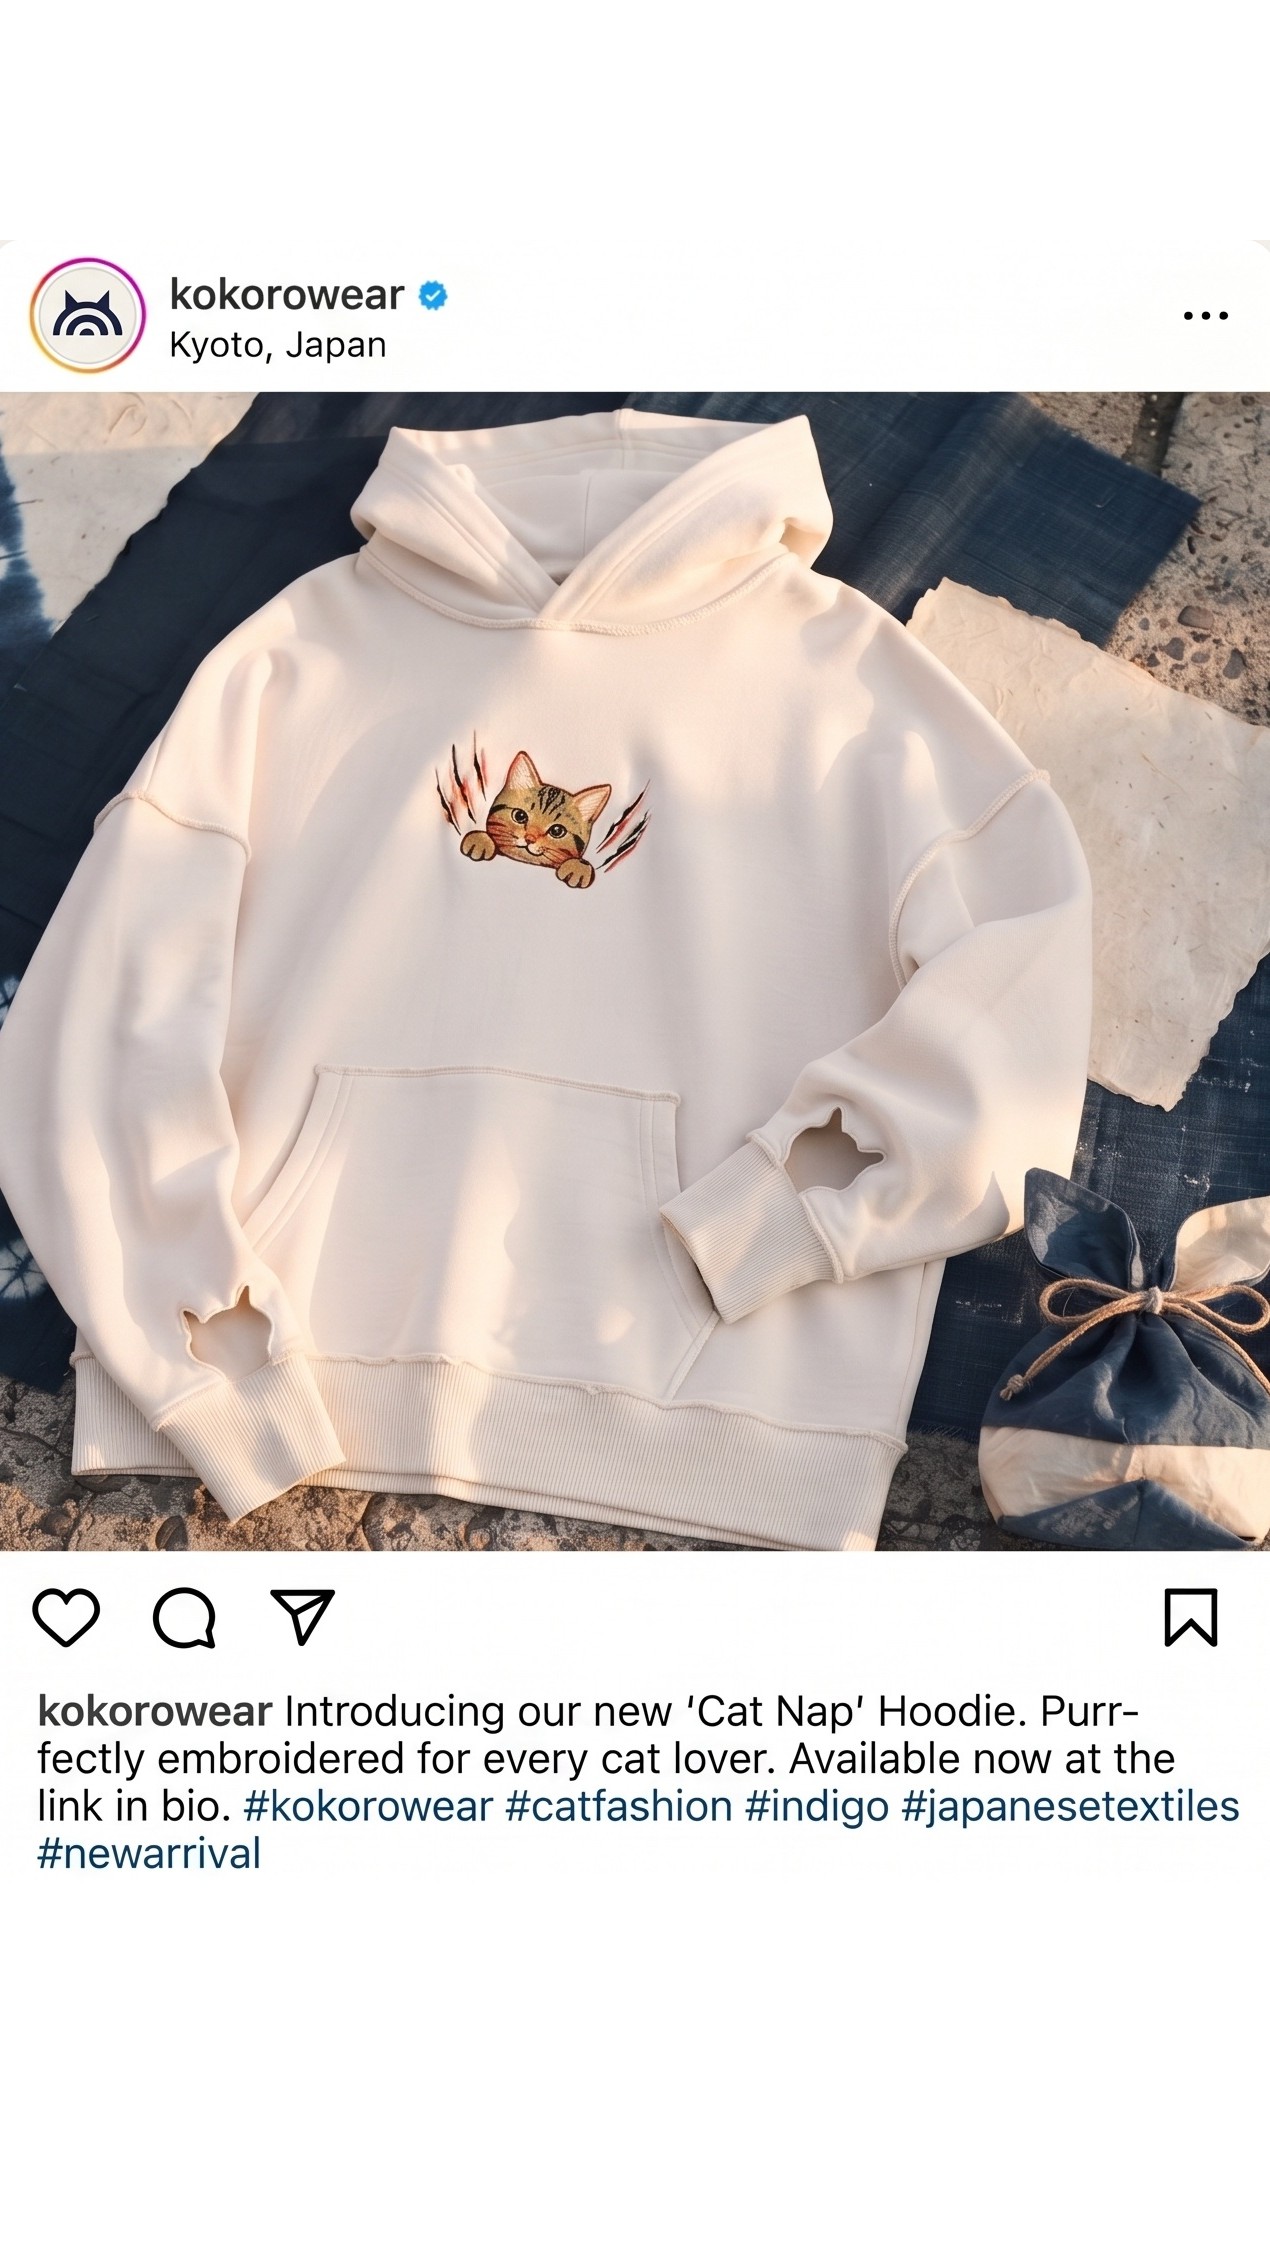 kokorowear
Kyoto, Japan
kokorowear Introducing our new 'Cat Nap' Hoodie. Purr-
fectly embroidered for every cat lover. Available now at the
link in bio. #kokorowear #catfashion #indigo #japanesetextiles
#newarrival